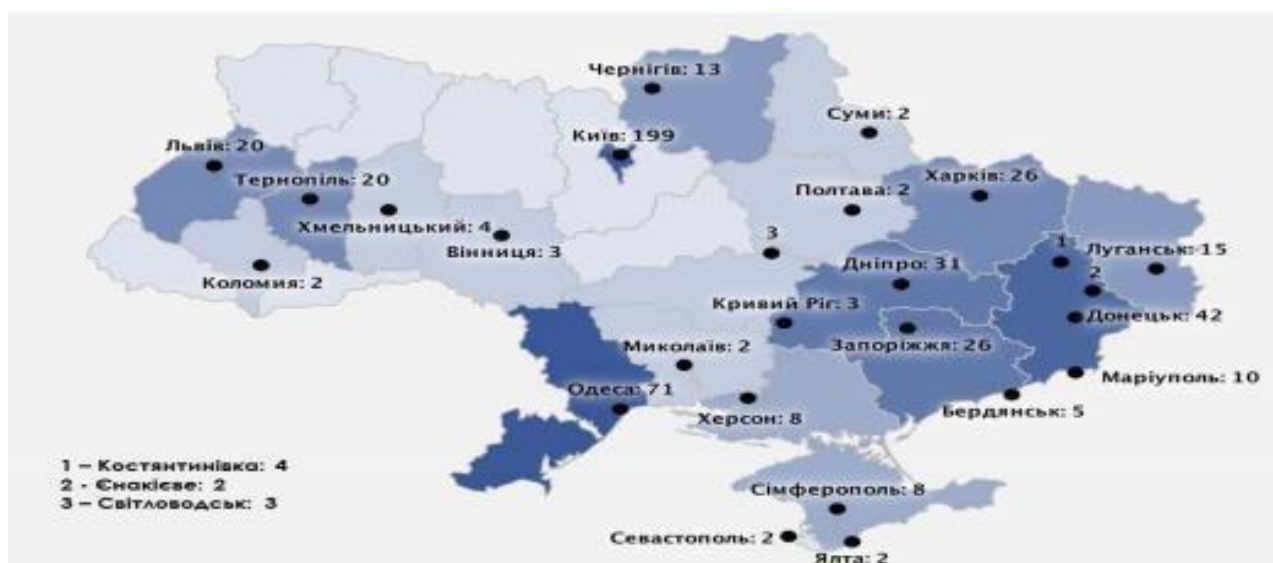 Чернігів: 13
Суми: 2
Київ: 199
Львів: 20
Тернопіль: 20
Харків: 26
Полтава: 2
Хмельницький: 4
3
1
Луганськ: 15
Вінниця: 3
Дніпро: 31
Коломия: 2
2
Кривий Ріг: 3
Донецьк: 42
Миколаїв: 2
Запоріжжя: 26
Маріуполь: 10
Одеса: 71
Бердянськ: 5
Херсон: 8
1 – Костянтинівка: 4
2 - Єнакієве: 2
3 – Світловодськ: 3
Сімферополь: 8
Севастополь: 2
Ялта: 2